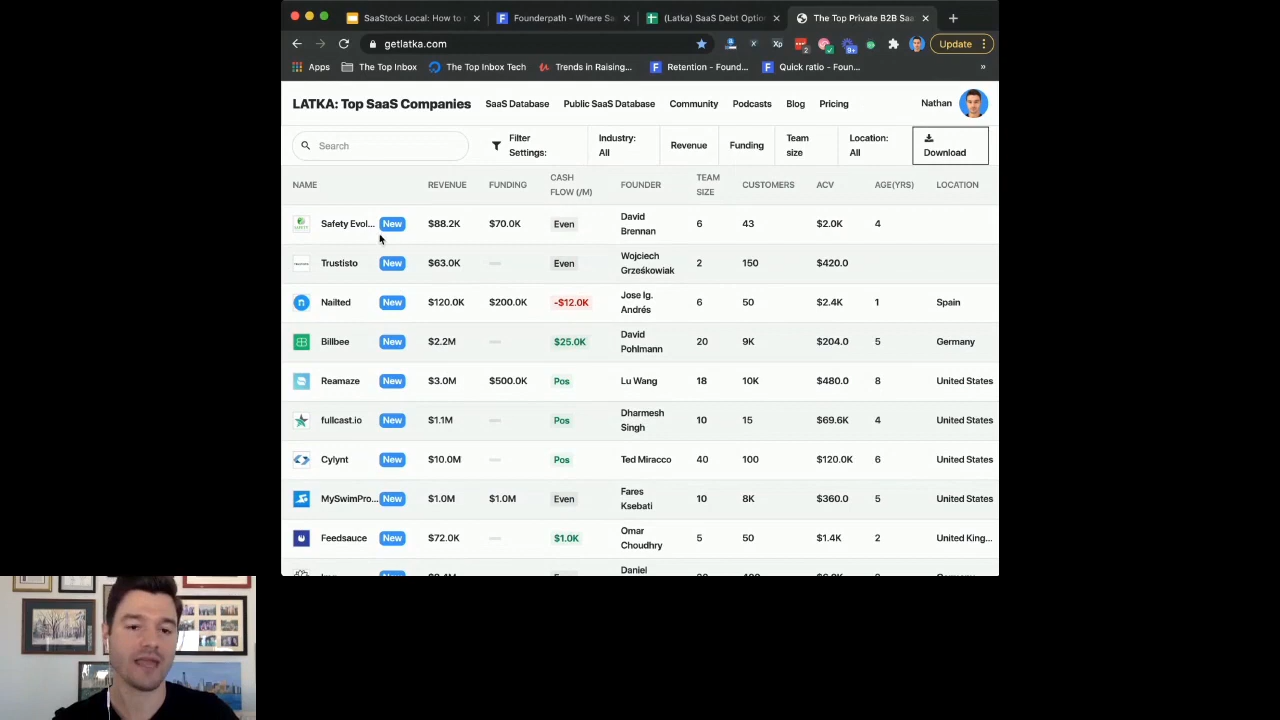 SaaStock Local: How to
Founderpath - Where Sa
(Latka) SaaS Debt Optio
The Top Private B2B Saa
getlatka.com
Xp
2
9+
Update
Apps
The Top Inbox
The Top Inbox Tech
Trends in Raising...
Retention - Found...
Quick ratio - Foun...
»
LATKA: Top SaaS Companies
SaaS Database
Public SaaS Database
Community
Podcasts
Blog
Pricing
Nathan
Search
Filter
Settings:
Industry:
All
Revenue
Funding
Team
size
Location:
All
Download
NAME
REVENUE
FUNDING
CASH
FLOW (/M)
FOUNDER
TEAM
SIZE
CUSTOMERS
ACV
AGE(YRS)
LOCATION
Safety Evol... New $88.2K $70.0K Even David Brennan 6 43 $2.0K 4
Trustisto New $63.0K Even Wojciech Grześkowiak 2 150 $420.0
Nailted New $120.0K $200.0K -$12.0K Jose Ig. Andrés 6 50 $2.4K 1 Spain
Billbee New $2.2M $25.0K David Pohlmann 20 9K $204.0 5 Germany
Reamaze New $3.0M $500.0K Pos Lu Wang 18 10K $480.0 8 United States
fullcast.io New $1.1M Pos Dharmesh Singh 10 15 $69.6K 4 United States
Cylynt New $10.0M Pos Ted Miracco 40 100 $120.0K 6 United States
MySwimPro... New $1.0M $1.0M Even Fares Ksebati 10 8K $360.0 5 United States
Feedsauce New $72.0K $1.0K Omar Choudhry 5 50 $1.4K 2 United King...
Daniel